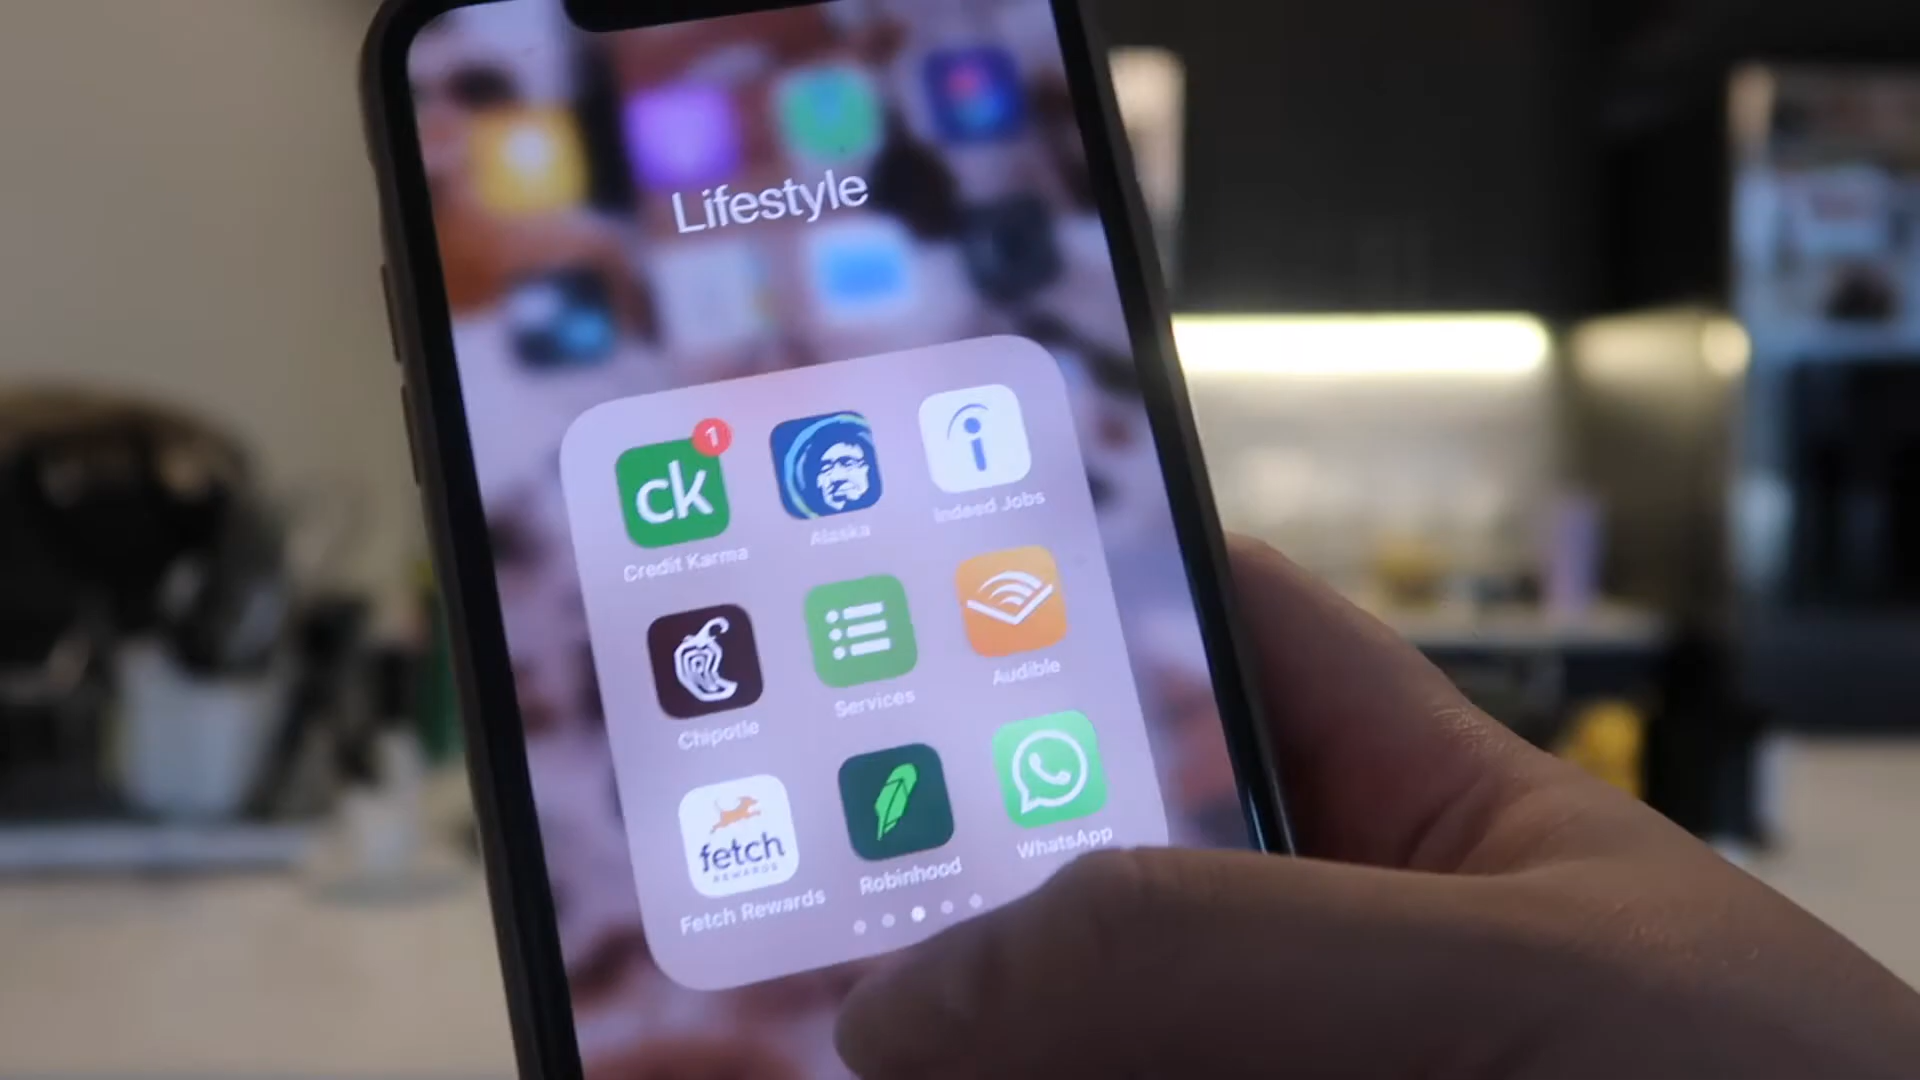 Lifestyle
1
ck
Credit Karma
Alaska
i
Indeed Jobs
Chipotle
Services
Audible
fetch
REWARDS
Fetch Rewards
Robinhood
WhatsApp